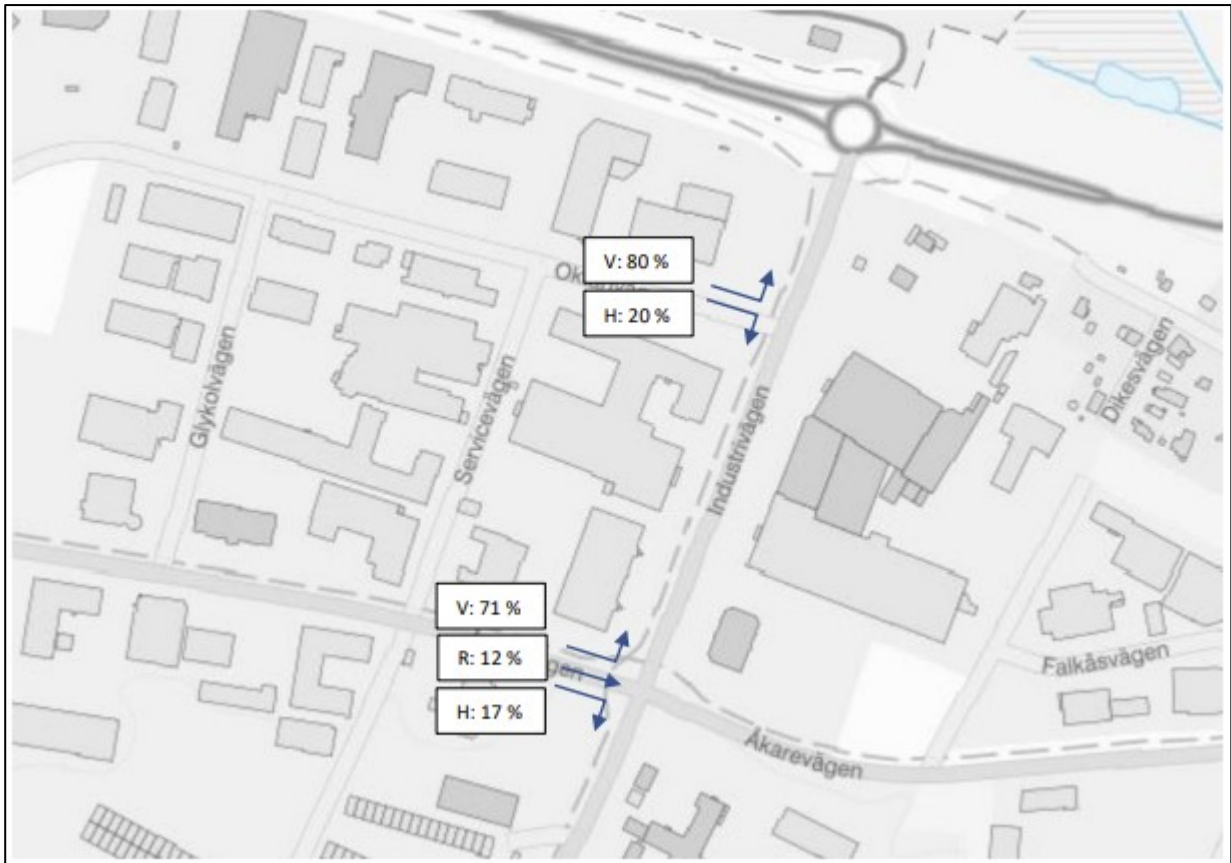 V: 80 %
H: 20 %
Glykolvägen
Servicevägen
Industrivägen
Dikesvägen
V: 71 %
R: 12 %
H: 17 %
Falkåsvägen
Åkarevägen